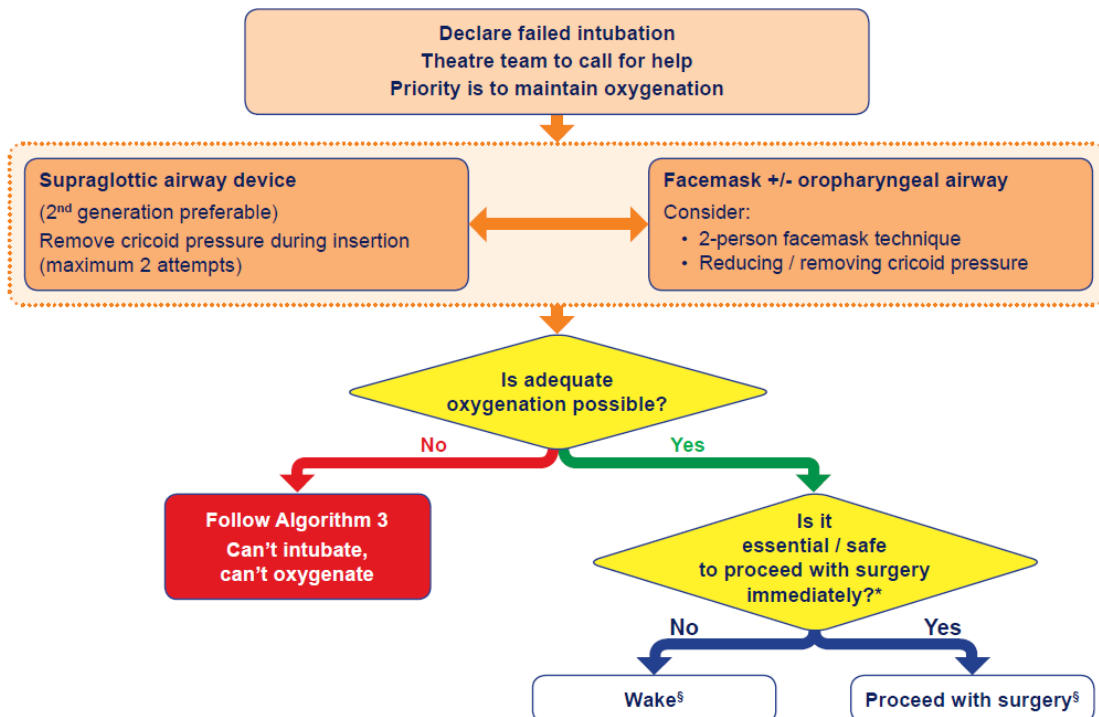 Declare failed intubation
Theatre team to call for help
Priority is to maintain oxygenation
Supraglottic airway device
(2nd generation preferable)
Remove cricoid pressure during insertion
(maximum 2 attempts)
Facemask +/- oropharyngeal airway
Consider:
• 2-person facemask technique
• Reducing / removing cricoid pressure
Is adequate
oxygenation possible?
No
Yes
Follow Algorithm 3
Can’t intubate,
can’t oxygenate
Is it
essential / safe
to proceed with surgery
immediately?*
No
Yes
Wake§
Proceed with surgery§